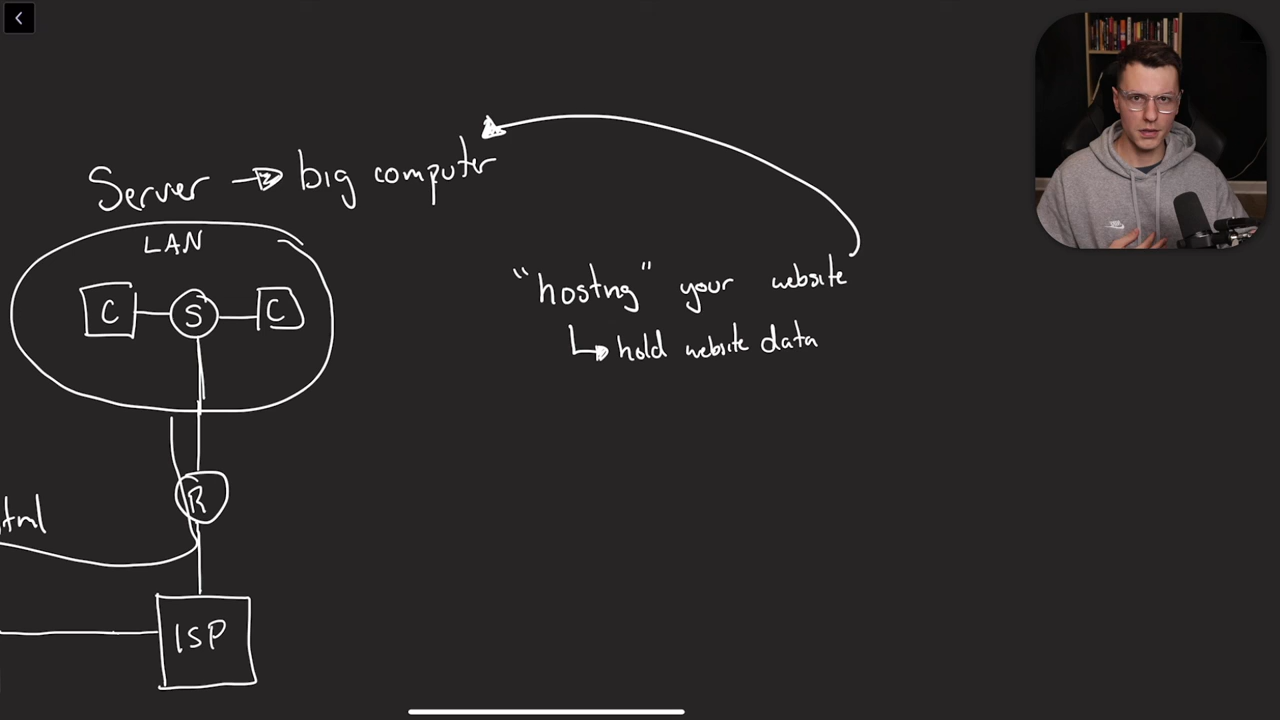 Server → big computer
LAN
C S C
"hostng" your website
↳ hold website data
R
ISP